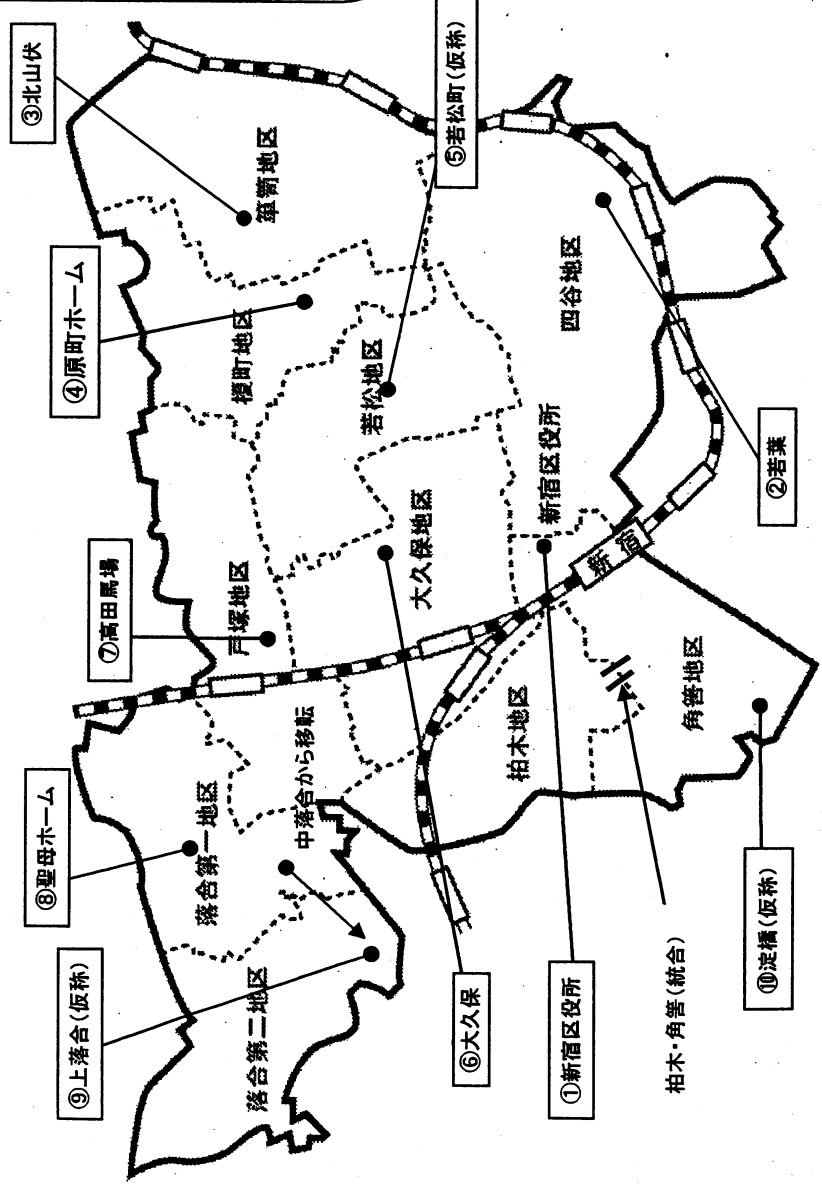 ③北山伏
④原町ホーム
⑤若松町(仮称)
⑦高田馬場
⑧聖母ホーム
⑨上落合(仮称)
⑥大久保
①新宿区役所
②若葉
⑩淀橋(仮称)
箪笥地区
榎町地区
若松地区
四谷地区
戸塚地区
大久保地区
新宿区役所
新宿
落合第一地区
中落合から移転
柏木地区
角筈地区
落合第二地区
柏木・角筈(統合)